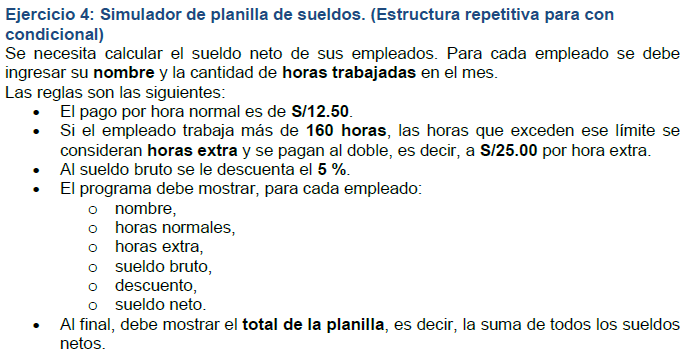 Ejercicio 4: Simulador de planilla de sueldos. (Estructura repetitiva para con
condicional)
Se necesita calcular el sueldo neto de sus empleados. Para cada empleado se debe
ingresar su nombre y la cantidad de horas trabajadas en el mes.
Las reglas son las siguientes:
• El pago por hora normal es de S/12.50.
• Si el empleado trabaja más de 160 horas, las horas que exceden ese límite se
consideran horas extra y se pagan al doble, es decir, a S/25.00 por hora extra.
• Al sueldo bruto se le descuenta el 5 %.
• El programa debe mostrar, para cada empleado:
o nombre,
o horas normales,
o horas extra,
o sueldo bruto,
o descuento,
o sueldo neto.
• Al final, debe mostrar el total de la planilla, es decir, la suma de todos los sueldos
netos.